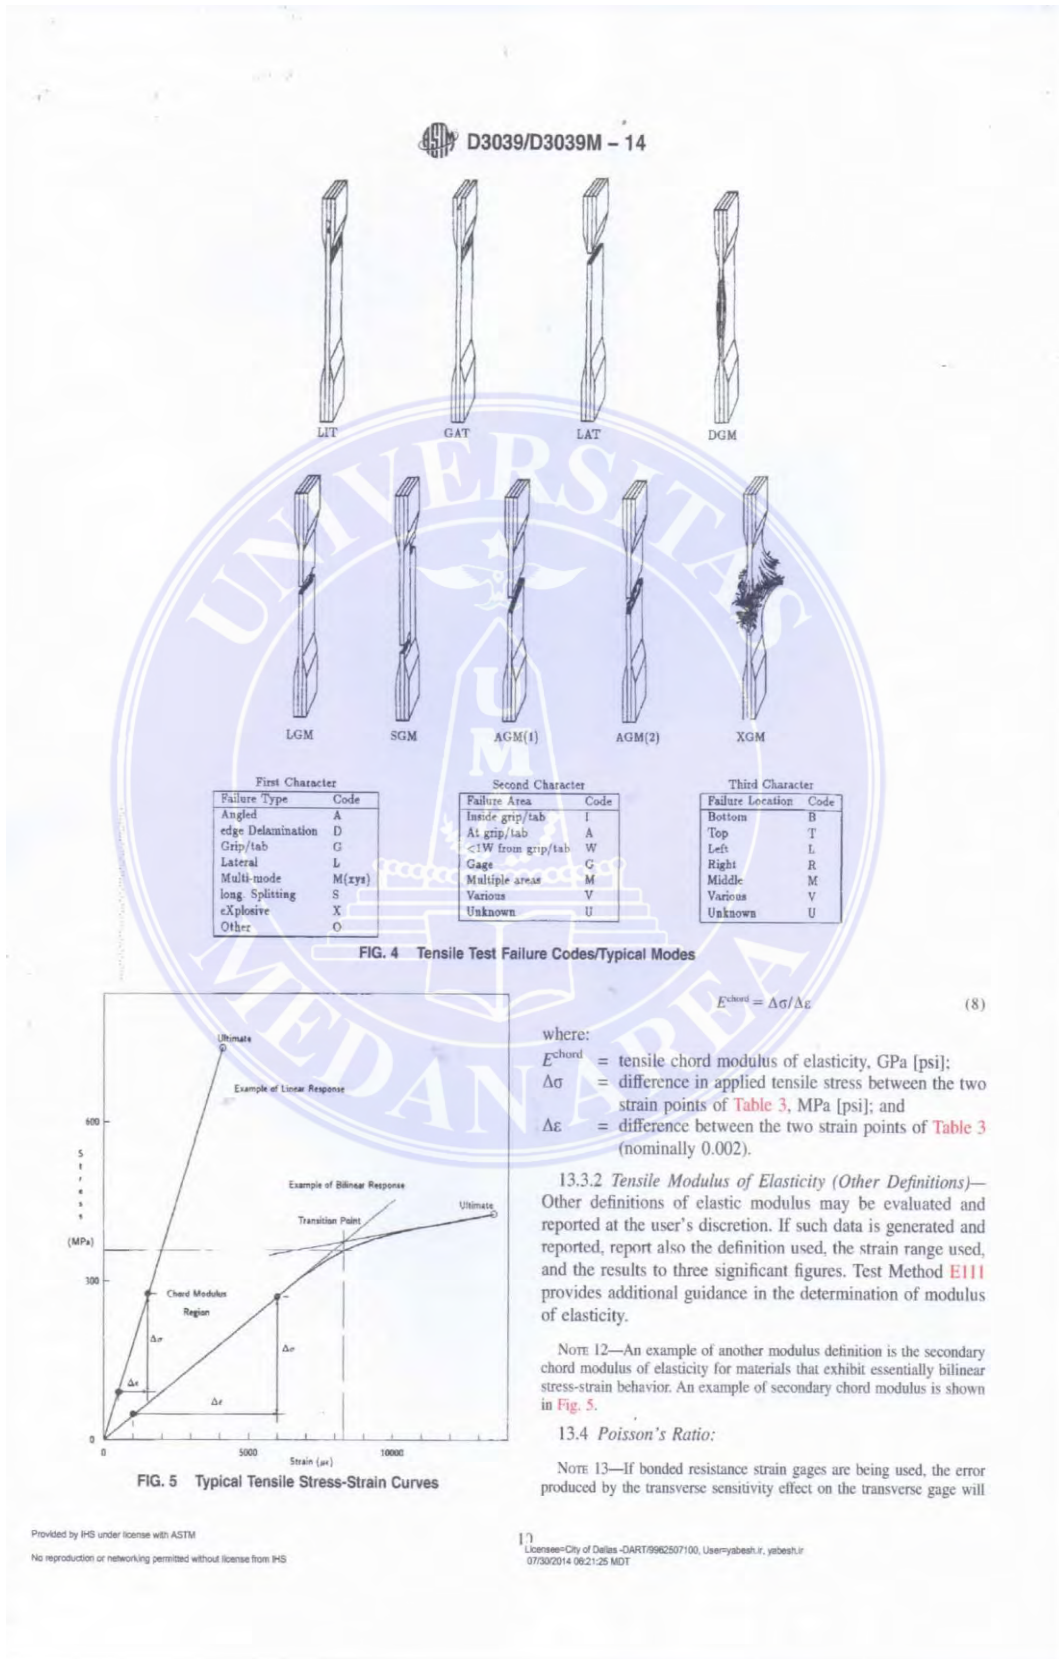 ASTM D3039/D3039M – 14
LIT GAT LAT DGM
LGM SGM AGM(1) AGM(2) XGM
First Character
Failure Type Code
Angled A
edge Delamination D
Grip/tab G
Lateral L
Multi-mode M(xyz)
long. Splitting S
eXplosive X
Other O
Second Character
Failure Area Code
Inside grip/tab I
At grip/tab A
<1W from grip/tab W
Gage G
Multiple areas M
Various V
Unknown U
Third Character
Failure Location Code
Bottom B
Top T
Left L
Right R
Middle M
Various V
Unknown U
FIG. 4 Tensile Test Failure Codes/Typical Modes
Ultimate
Example of Linear Response
600
Stress
Example of Bilinear Response
Ultimate
Transition Point
(MPa)
300
Chord Modulus
Region
Δσ
Δσ
Δε
Δε
0
0 5000 10000
Strain (με)
FIG. 5 Typical Tensile Stress-Strain Curves
E chord = Δσ/Δε (8)
where:
E chord = tensile chord modulus of elasticity, GPa [psi];
Δσ = difference in applied tensile stress between the two
strain points of Table 3, MPa [psi]; and
Δε = difference between the two strain points of Table 3
(nominally 0.002).
13.3.2 Tensile Modulus of Elasticity (Other Definitions)—
Other definitions of elastic modulus may be evaluated and
reported at the user's discretion. If such data is generated and
reported, report also the definition used, the strain range used,
and the results to three significant figures. Test Method E111
provides additional guidance in the determination of modulus
of elasticity.
NOTE 12—An example of another modulus definition is the secondary
chord modulus of elasticity for materials that exhibit essentially bilinear
stress-strain behavior. An example of secondary chord modulus is shown
in Fig. 5.
13.4 Poisson's Ratio:
NOTE 13—If bonded resistance strain gages are being used, the error
produced by the transverse sensitivity effect on the transverse gage will
Provided by IHS under license with ASTM
No reproduction or networking permitted without license from IHS
Licensee=City of Dallas -DART/9962507100, User=yabesh.ir, yabesh.ir
07/30/2014 06:21:25 MDT
UNIVERSITAS
UMA
MEDAN AREA